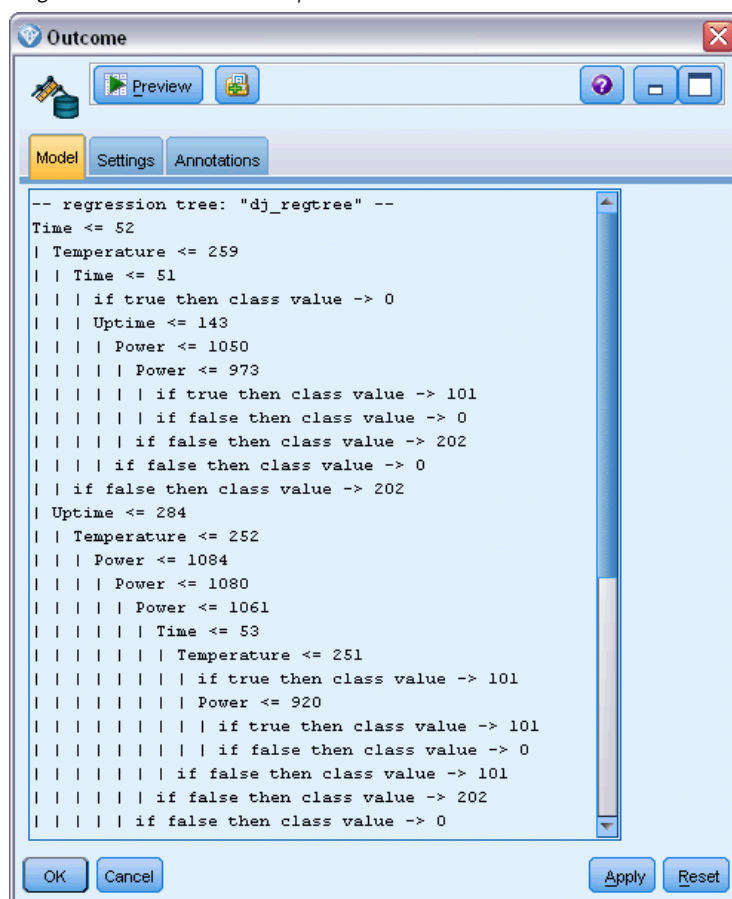 Outcome
Preview
Model Settings Annotations
-- regression tree: "dj_regtree" --
Time <= 52
| Temperature <= 259
| | Time <= 51
| | | if true then class value -> 0
| | | Uptime <= 143
| | | | Power <= 1050
| | | | | Power <= 973
| | | | | | if true then class value -> 101
| | | | | | if false then class value -> 0
| | | | | if false then class value -> 202
| | | | if false then class value -> 0
| | if false then class value -> 202
| Uptime <= 284
| | Temperature <= 252
| | | Power <= 1084
| | | | Power <= 1080
| | | | | Power <= 1061
| | | | | | Time <= 53
| | | | | | | Temperature <= 251
| | | | | | | | if true then class value -> 101
| | | | | | | | Power <= 920
| | | | | | | | | if true then class value -> 101
| | | | | | | | | if false then class value -> 0
| | | | | | | if false then class value -> 101
| | | | | | if false then class value -> 202
| | | | | if false then class value -> 0
OK Cancel Apply Reset